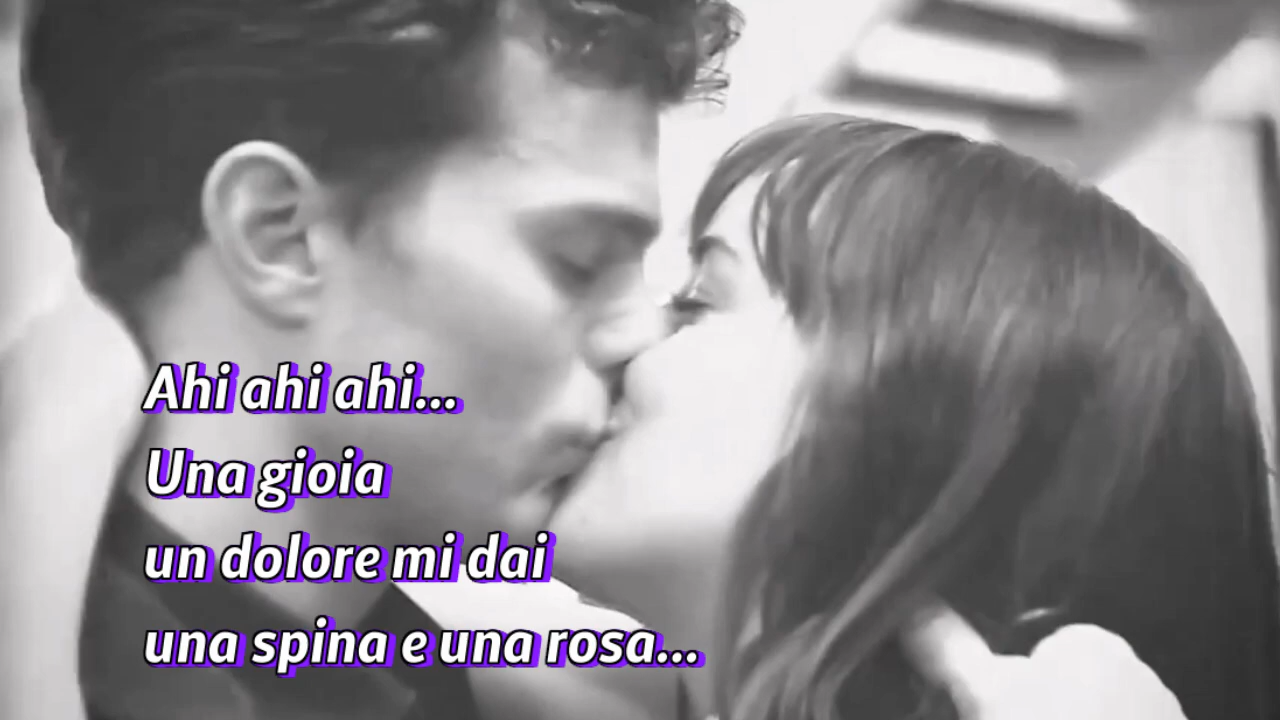 Ahi ahi ahi...
Una gioia
un dolore mi dai
una spina e una rosa...